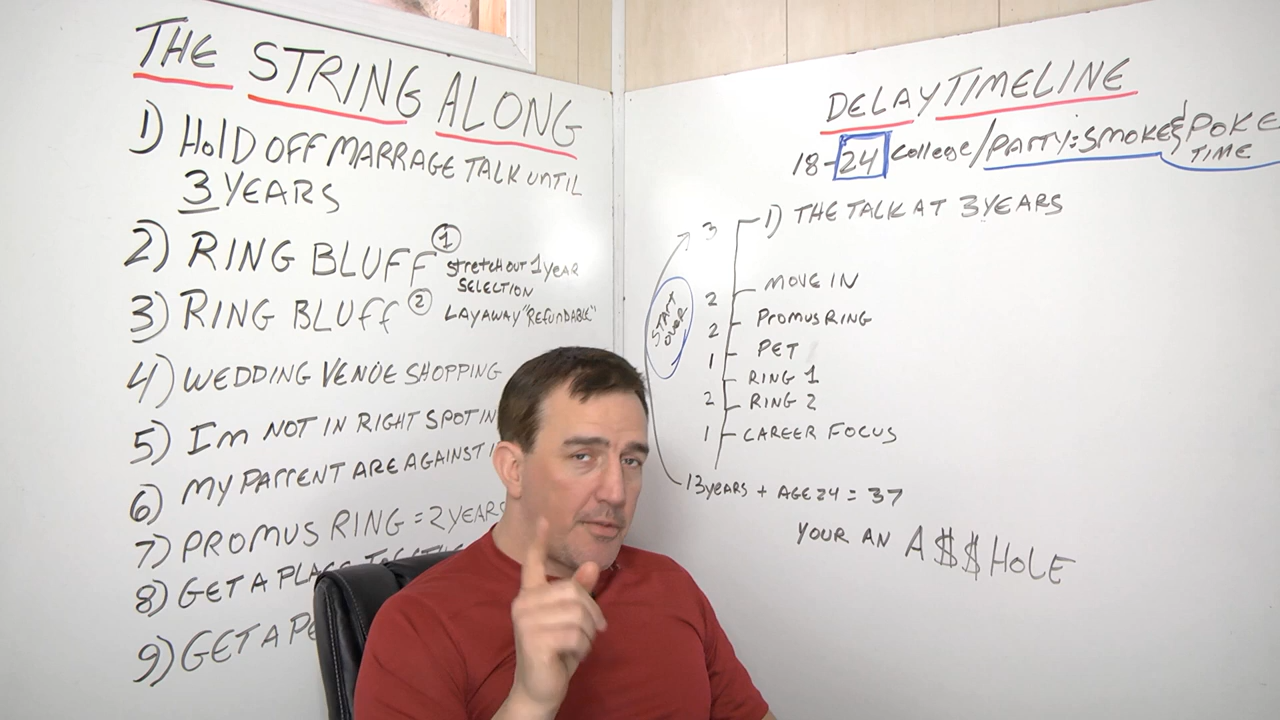 THE STRING ALONG
1) HOLD OFF MARRAGE TALK UNTIL
3 YEARS
2) RING BLUFF 1 STRETCH OUT 1 YEAR
SELECTION
3) RING BLUFF 2 LAYAWAY "REFUNDABLE"
4) WEDDING VENUE SHOPPING
5) I'm NOT IN RIGHT SPOT IN
6) MY PARRENT ARE AGAINST
7) PROMUS RING = 2 YEARS
8) GET A PLACE TOGETHE
9) GET A PE
DELAY TIMELINE
18-24 College/PARTY: SMOKE & POKE
TIME
3 1) THE TALK AT 3 YEARS
2 MOVE IN
START
OVER
2 PROMUS RING
1 PET
RING 1
2 RING 2
1 CAREER FOCUS
13 years + AGE 24 = 37
YOUR AN A$$HOLE